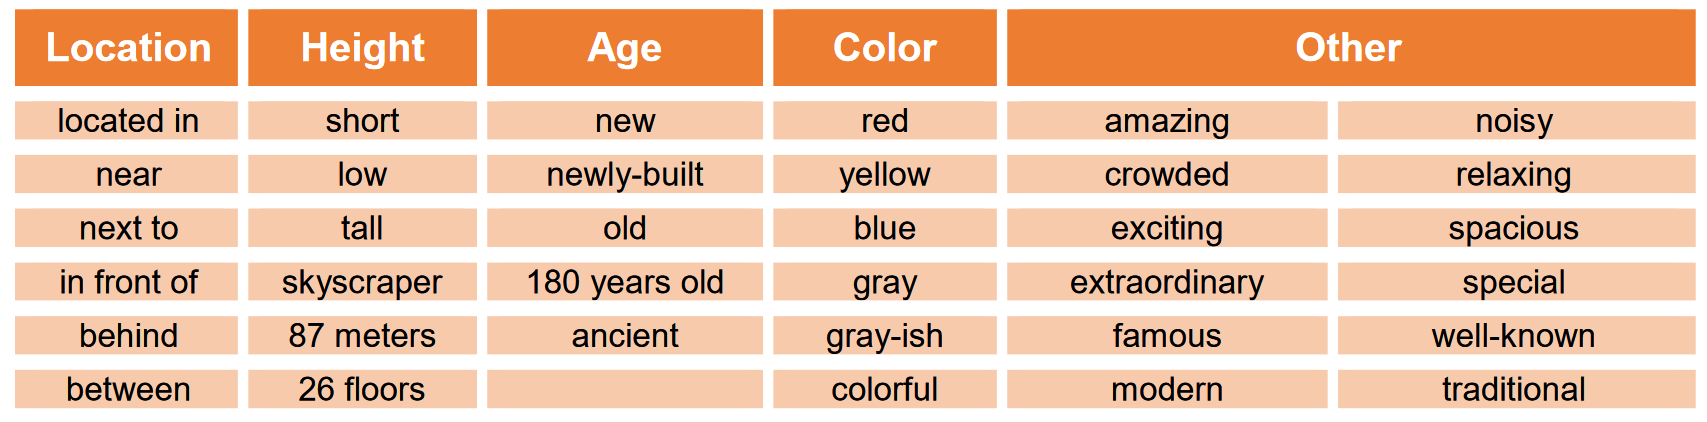 Location Height Age Color Other
located in short new red amazing noisy
near low newly-built yellow crowded relaxing
next to tall old blue exciting spacious
in front of skyscraper 180 years old gray extraordinary special
behind 87 meters ancient gray-ish famous well-known
between 26 floors colorful modern traditional